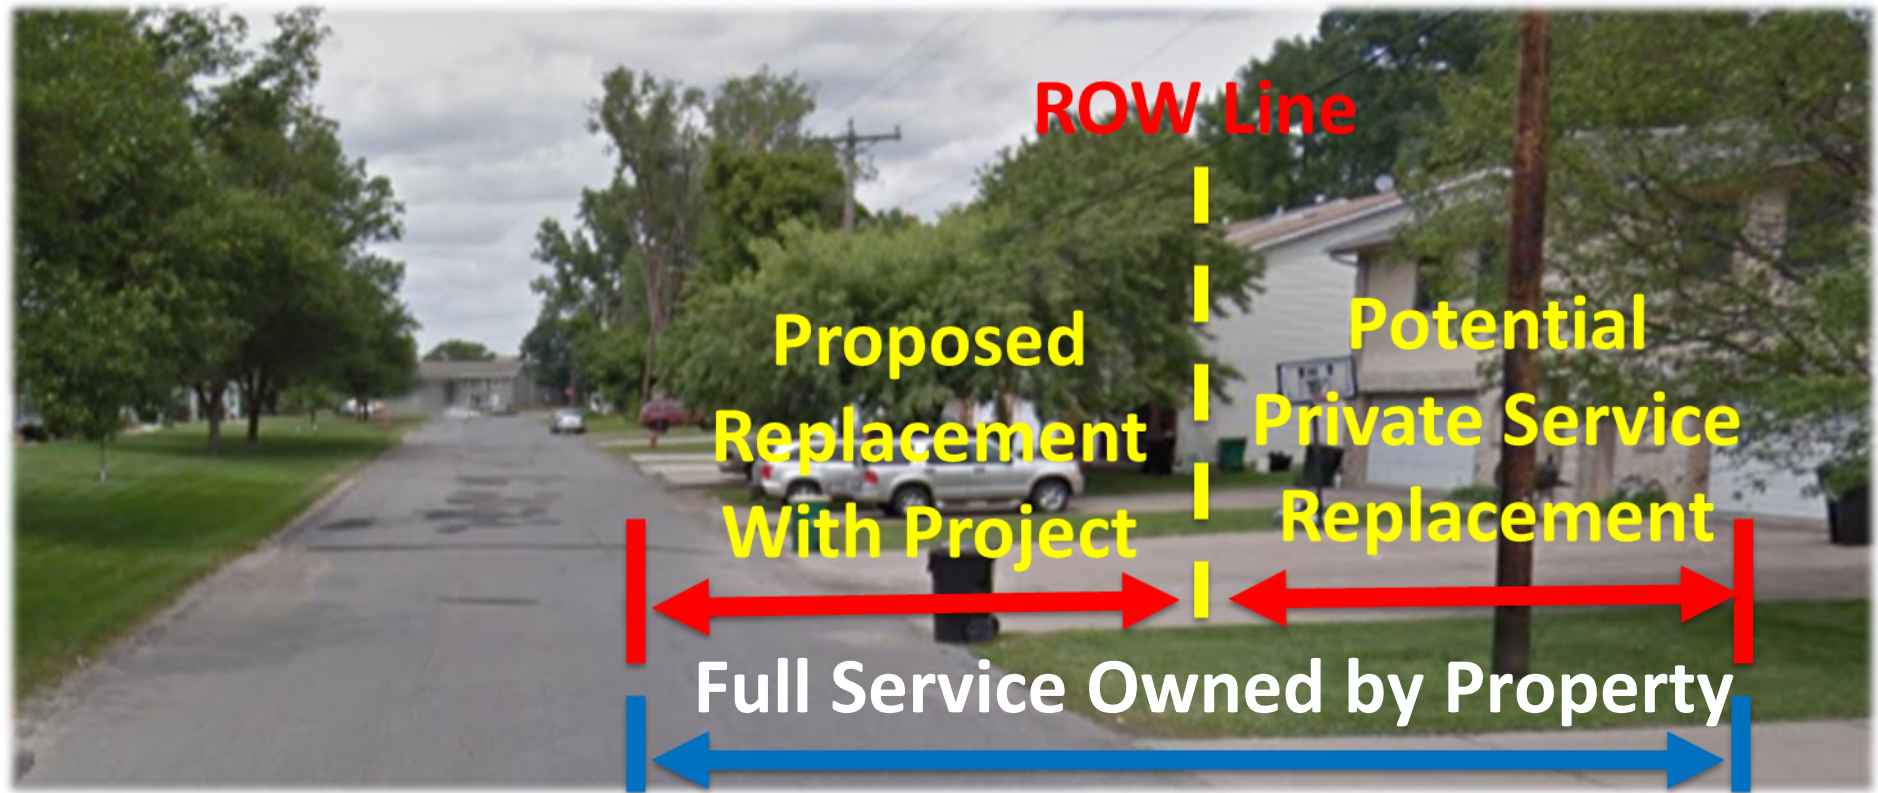 ROW Line
Proposed
Replacement
With Project
Potential
Private Service
Replacement
Full Service Owned by Property